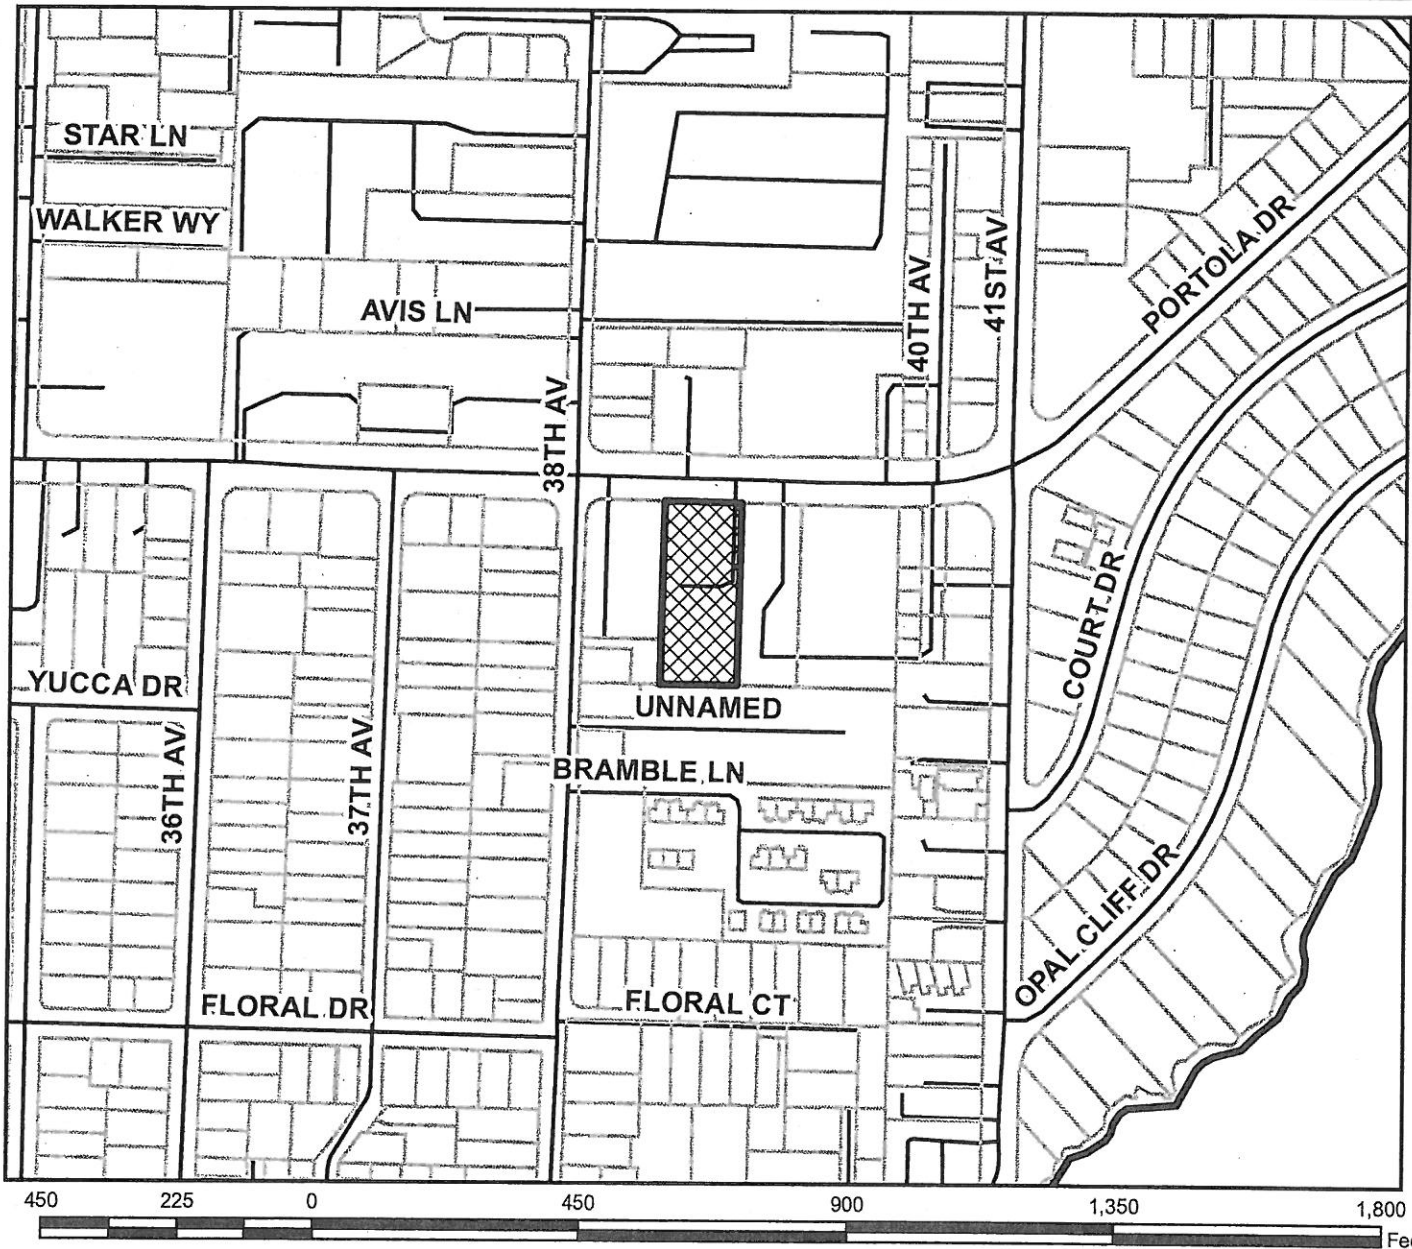 STAR LN
WALKER WY
AVIS LN
38TH AV
40TH AV
41ST AV
PORTOLA DR
COURT DR
YUCCA DR
UNNAMED
36TH AV
37TH AV
BRAMBLE LN
OPAL CLIFF DR
FLORAL DR
FLORAL CT
450 225 0 450 900 1,350 1,800